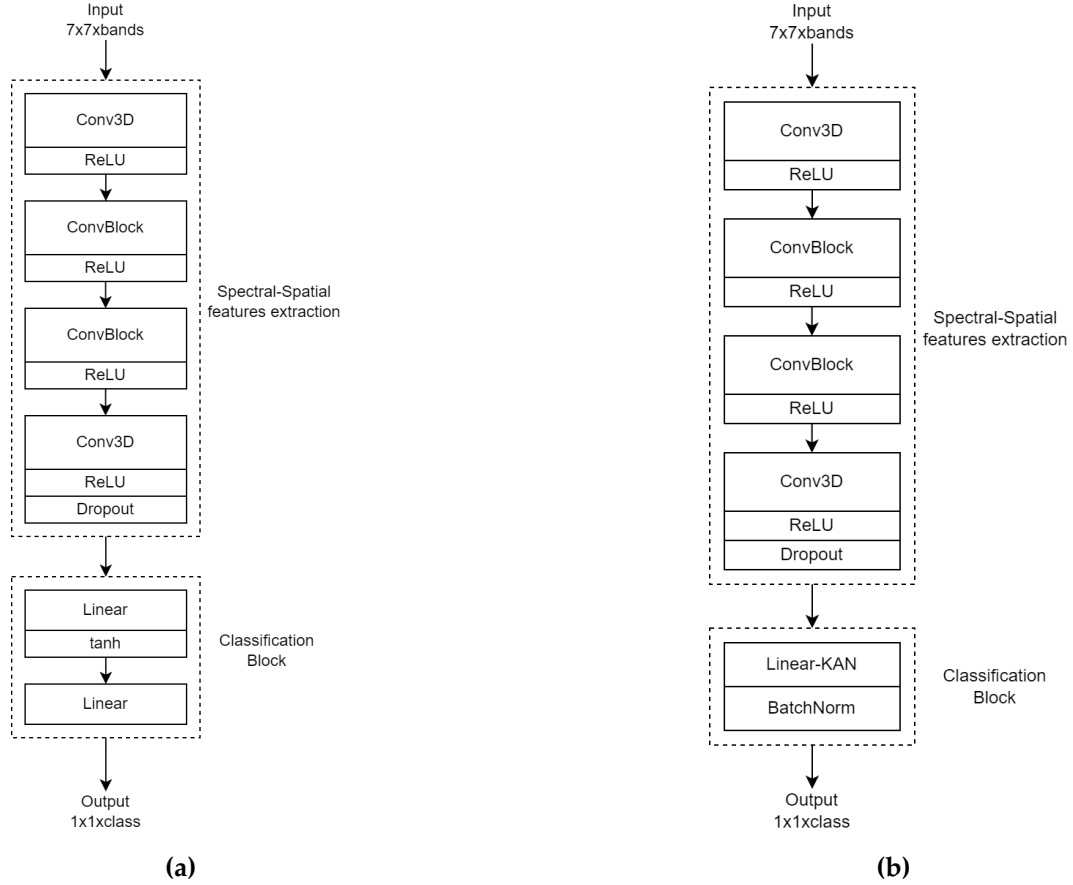 Input
7x7xbands
Conv3D
ReLU
ConvBlock
ReLU
ConvBlock
ReLU
Conv3D
ReLU
Dropout
Spectral-Spatial
features extraction
Linear
tanh
Linear
Classification
Block
Output
1x1xclass
(a)
Input
7x7xbands
Conv3D
ReLU
ConvBlock
ReLU
ConvBlock
ReLU
Conv3D
ReLU
Dropout
Spectral-Spatial
features extraction
Linear-KAN
BatchNorm
Classification
Block
Output
1x1xclass
(b)